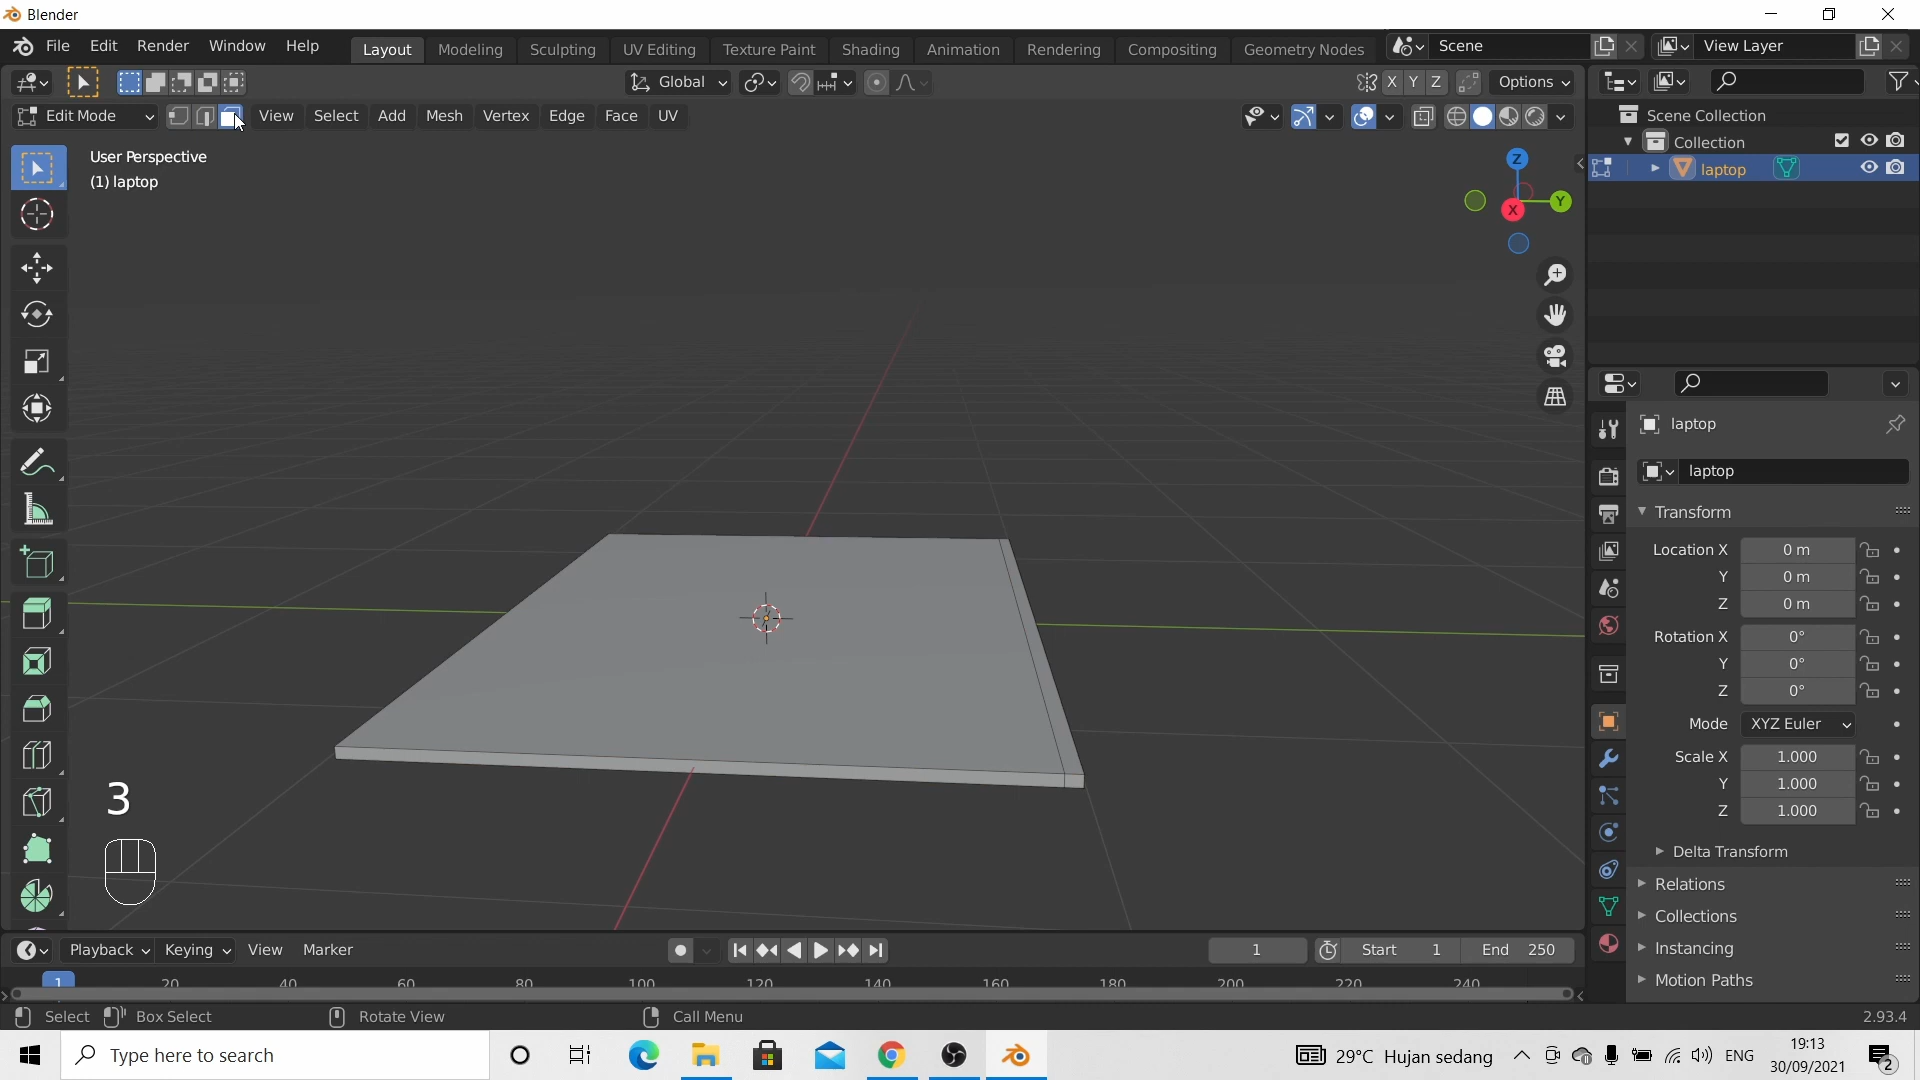 Blender
File Edit Render Window Help Layout Modeling Sculpting UV Editing Texture Paint Shading Animation Rendering Compositing Geometry Nodes Scene View Layer
Global X Y Z Options
Edit Mode View Select Add Mesh Vertex Edge Face UV
User Perspective
(1) laptop
Z
Y
X
Scene Collection
Collection
laptop
laptop
laptop
Transform
Location X 0 m
Y 0 m
Z 0 m
Rotation X 0°
Y 0°
Z 0°
Mode XYZ Euler
Scale X 1.000
Y 1.000
Z 1.000
Delta Transform
Relations
Collections
Instancing
Motion Paths
3
Playback Keying View Marker 1 Start 1 End 250
1 20 40 60 80 100 120 140 160 180 200 220 240
Select Box Select Rotate View Call Menu 2.93.4
Type here to search 29°C Hujan sedang ENG 19:13 30/09/2021 2